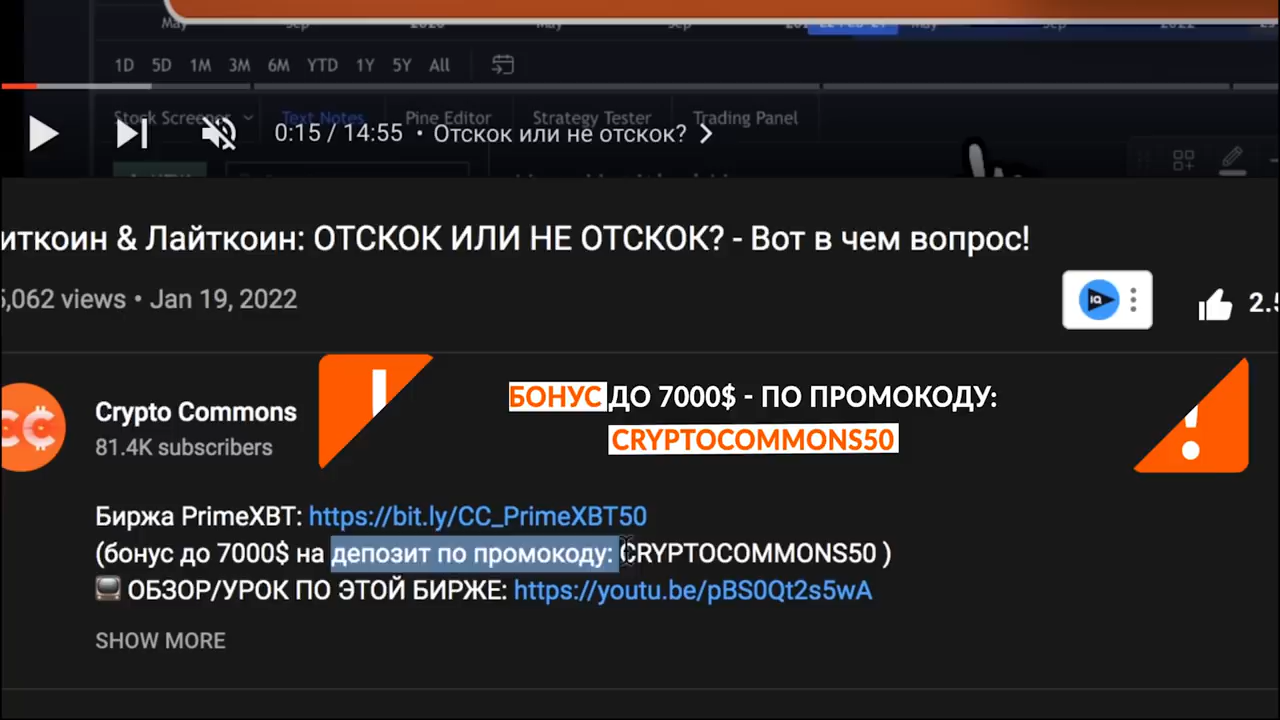 1D 5D 1M 3M 6M YTD 1Y 5Y All
Stock Screener Text Notes Pine Editor Strategy Tester Trading Panel
0:15 / 14:55 • Отскок или не отскок?
иткоин & Лайткоин: ОТСКОК ИЛИ НЕ ОТСКОК? - Вот в чем вопрос!
5,062 views • Jan 19, 2022
IQ
2.5
CC
Crypto Commons
81.4K subscribers
! БОНУС ДО 7000$ - ПО ПРОМОКОДУ: !
CRYPTOCOMMONS50
Биржа PrimeXBT: https://bit.ly/CC_PrimeXBT50
(бонус до 7000$ на депозит по промокоду: CRYPTOCOMMONS50 )
ОБЗОР/УРОК ПО ЭТОЙ БИРЖЕ: https://youtu.be/pBS0Qt2s5wA
SHOW MORE